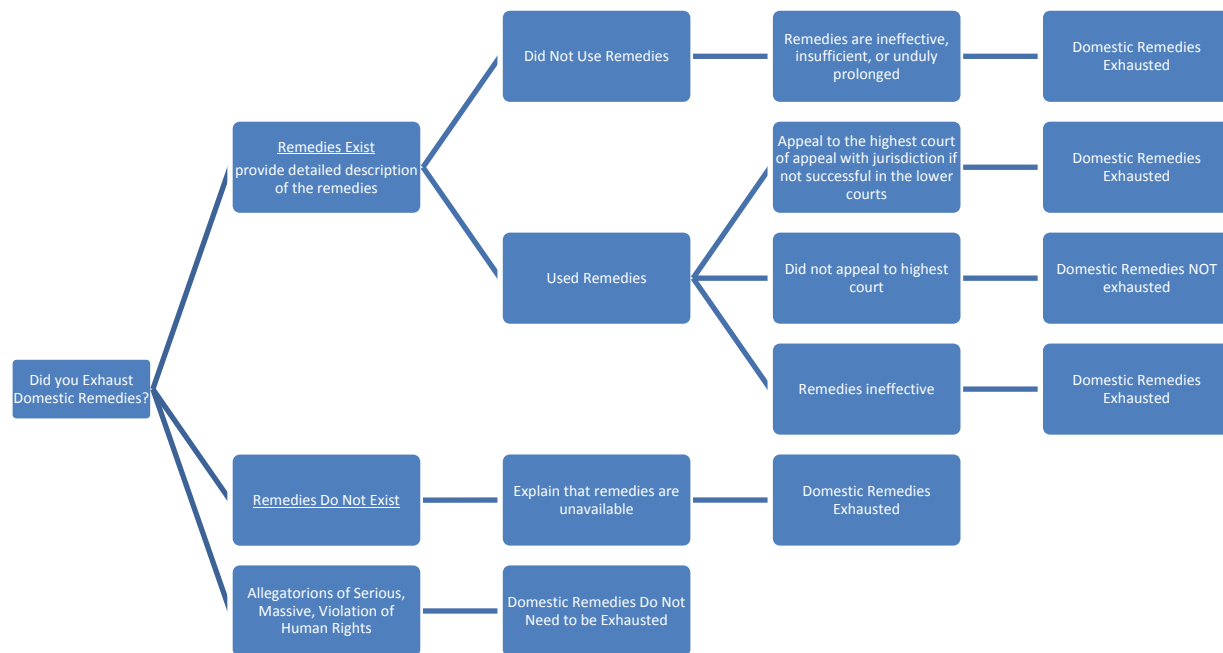 Did you Exhaust
Domestic Remedies?
Remedies Exist
provide detailed description
of the remedies
Did Not Use Remedies
Remedies are ineffective,
insufficient, or unduly
prolonged
Domestic Remedies
Exhausted
Used Remedies
Appeal to the highest court
of appeal with jurisdiction if
not successful in the lower
courts
Domestic Remedies
Exhausted
Did not appeal to highest
court
Domestic Remedies NOT
exhausted
Remedies ineffective
Domestic Remedies
Exhausted
Remedies Do Not Exist
Explain that remedies are
unavailable
Domestic Remedies
Exhausted
Allegatorions of Serious,
Massive, Violation of
Human Rights
Domestic Remedies Do Not
Need to be Exhausted